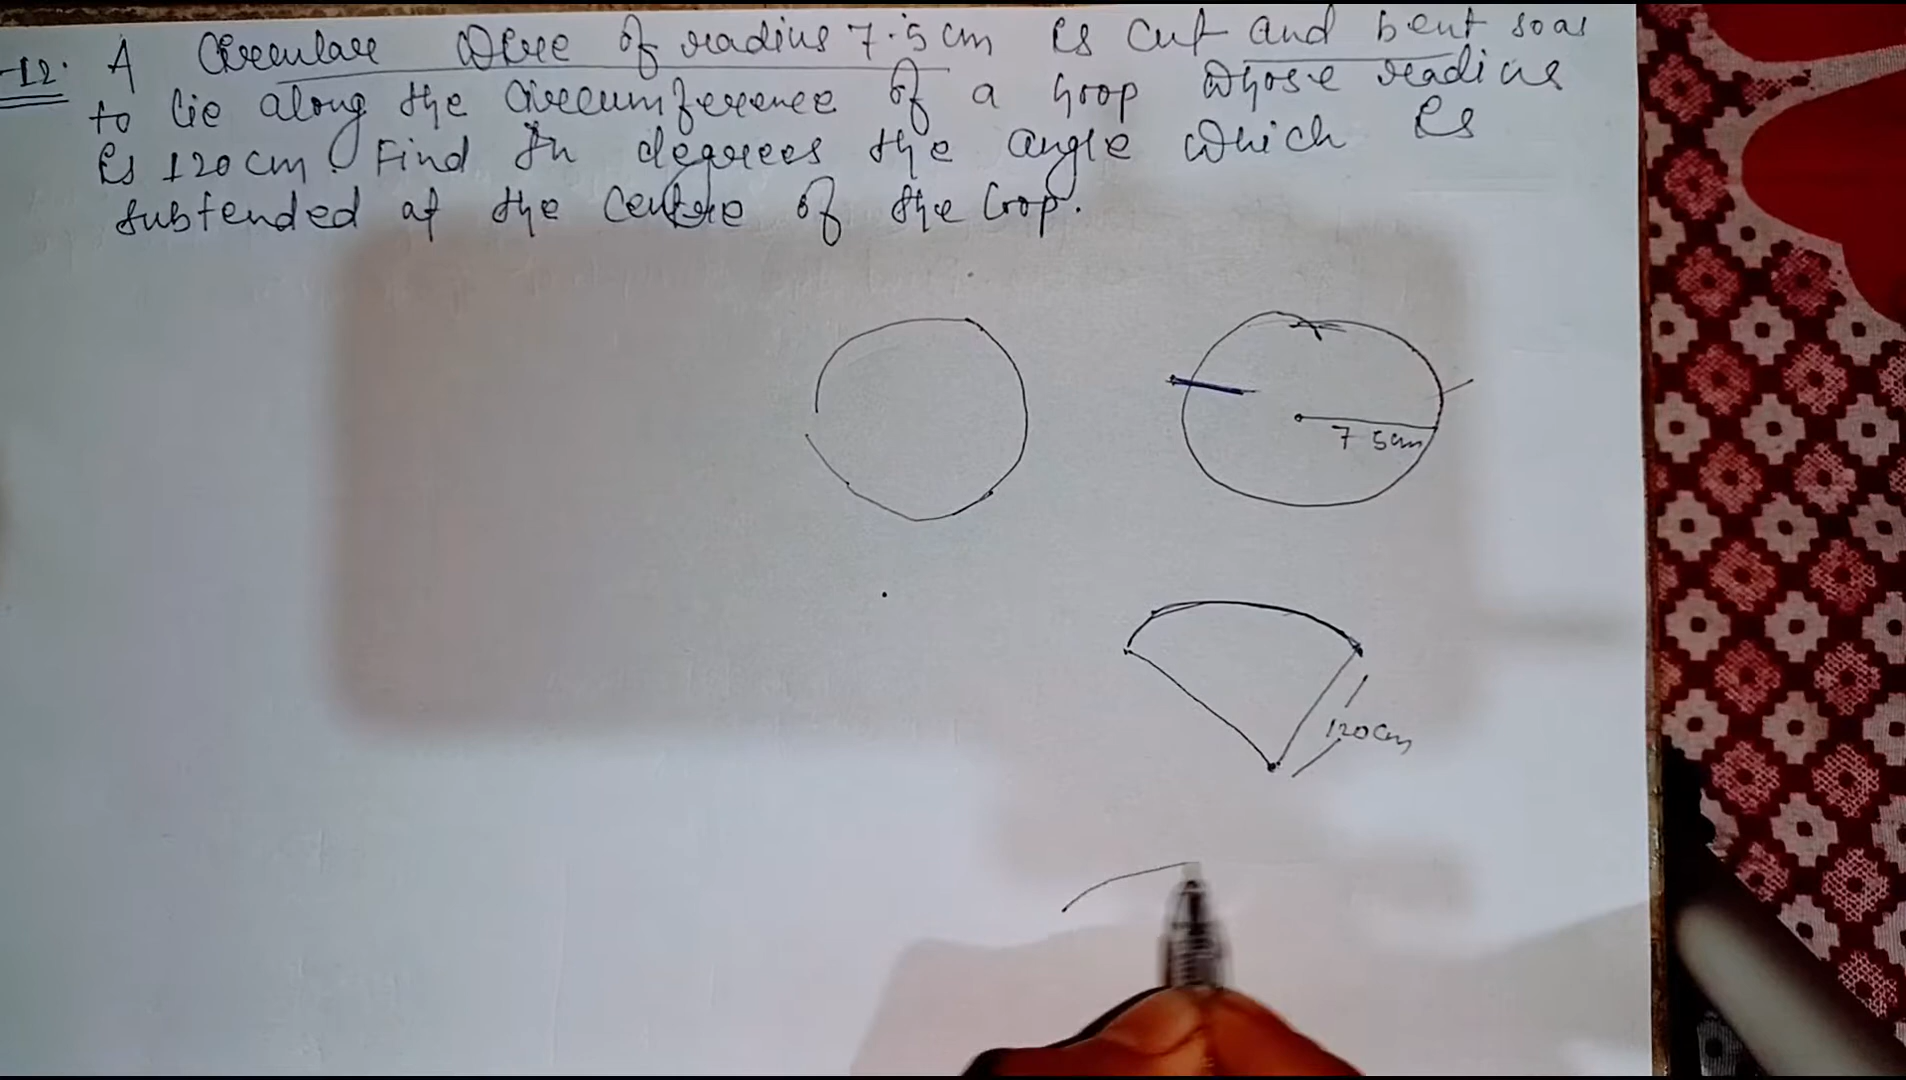 -12. A Circular Wire of radius 7.5 cm is cut and bent so as
to lie along the circumference of a hoop whose radius
is 120 cm. Find In degrees the angle which is
subtended at the centre of the Crop.
7 5cm
120cm